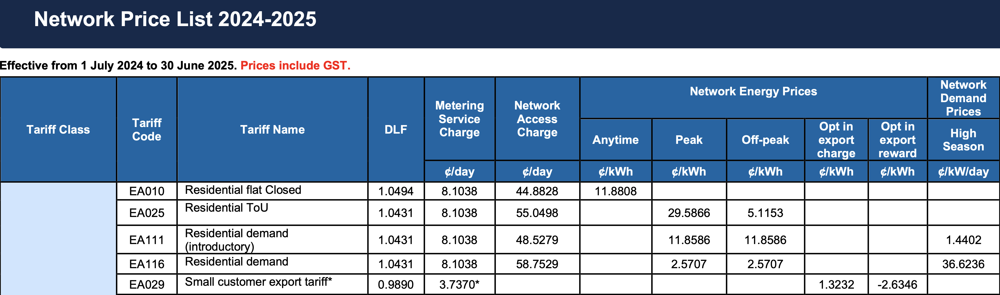 Network Price List 2024-2025
Effective from 1 July 2024 to 30 June 2025. Prices include GST.
Tariff Class
Tariff
Code
Tariff Name
DLF
Metering
Service
Charge
Network
Access
Charge
Network Energy Prices
Network
Demand
Prices
Anytime
Peak
Off-peak
Opt in
export
charge
Opt in
export
reward
High
Season
¢/day ¢/day ¢/kWh ¢/kWh ¢/kWh ¢/kWh ¢/kWh ¢/kW/day
EA010 Residential flat Closed 1.0494 8.1038 44.8828 11.8808
EA025 Residential ToU 1.0431 8.1038 55.0498 29.5866 5.1153
EA111 Residential demand
(introductory) 1.0431 8.1038 48.5279 11.8586 11.8586 1.4402
EA116 Residential demand 1.0431 8.1038 58.7529 2.5707 2.5707 36.6236
EA029 Small customer export tariff* 0.9890 3.7370* 1.3232 -2.6346